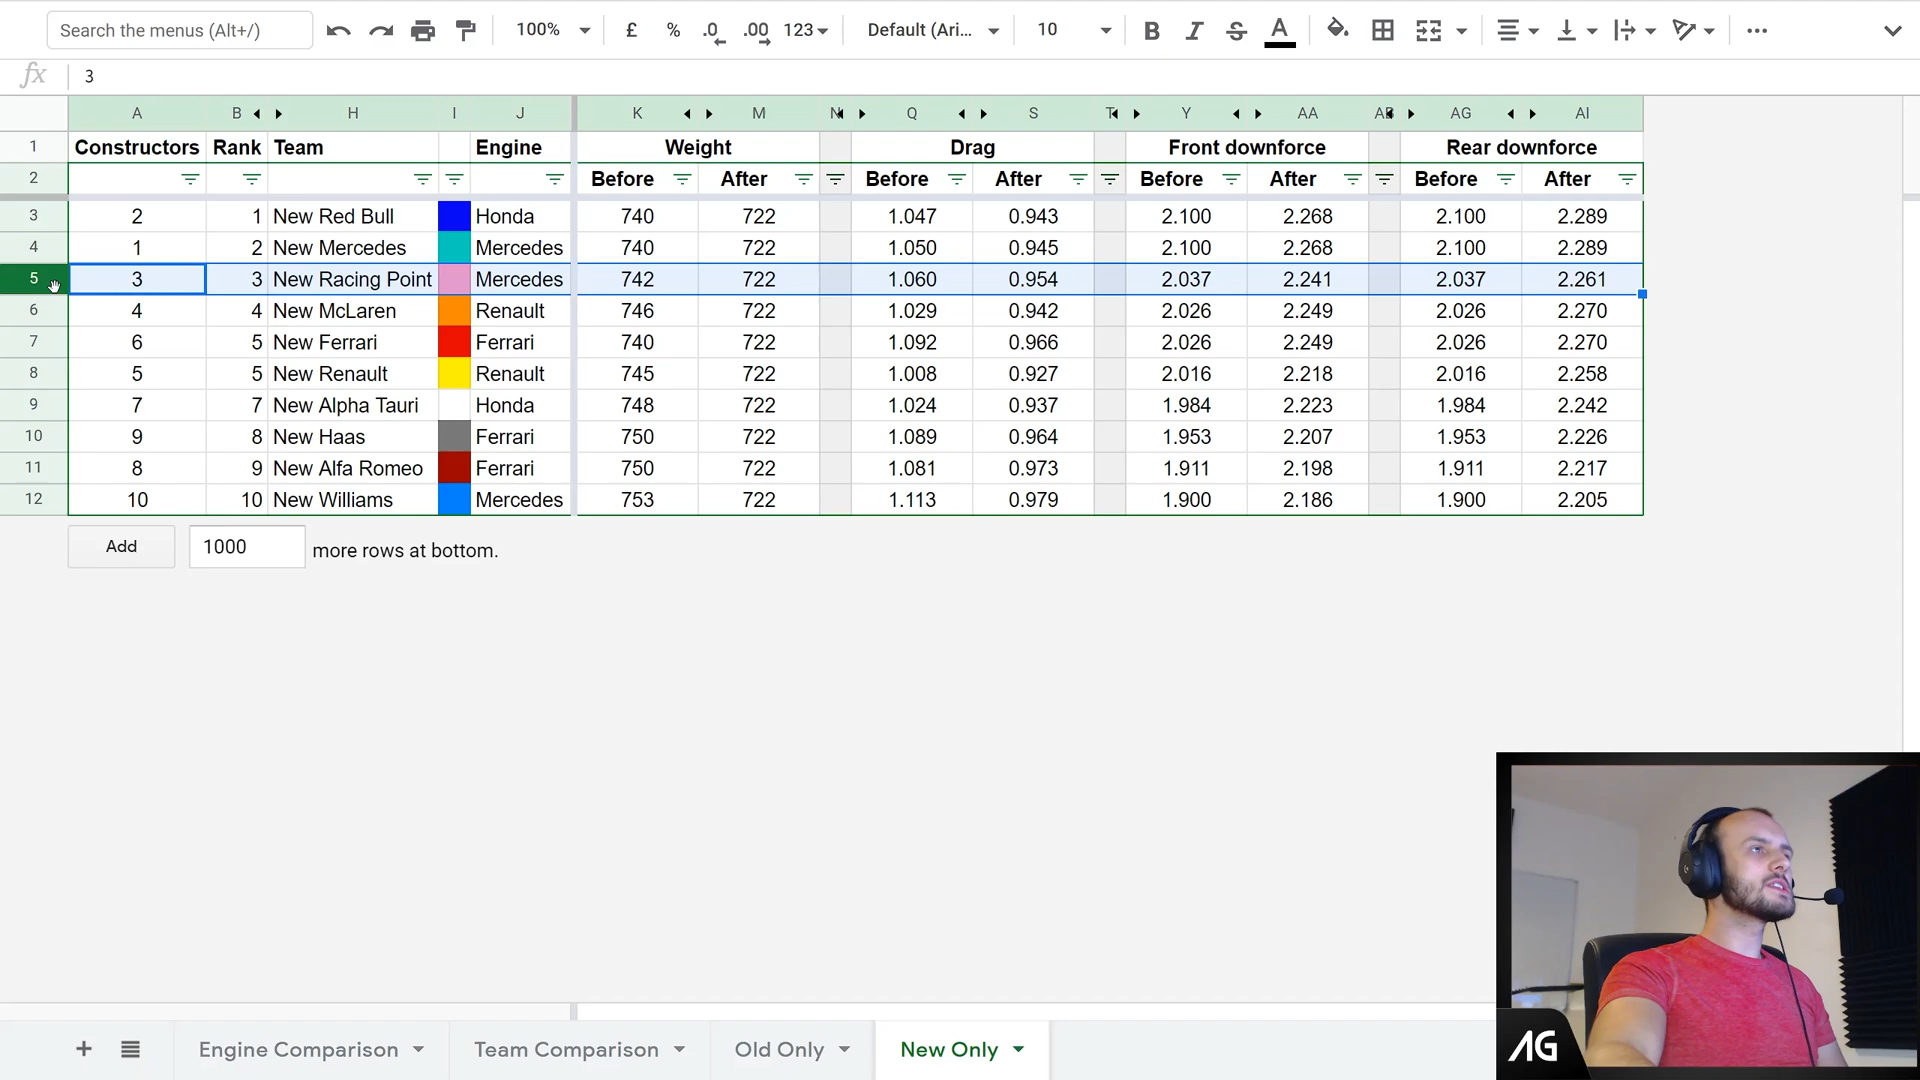 Search the menus (Alt+/) 100% £ % .0 .00 123 Default (Ari... 10 B I S A ...
fx 3
A B H I J K M N Q S T Y AA AB AG AI
1 Constructors Rank Team Engine Weight Drag Front downforce Rear downforce
2 Before After Before After Before After Before After
3 2 1 New Red Bull Honda 740 722 1.047 0.943 2.100 2.268 2.100 2.289
4 1 2 New Mercedes Mercedes 740 722 1.050 0.945 2.100 2.268 2.100 2.289
5 3 3 New Racing Point Mercedes 742 722 1.060 0.954 2.037 2.241 2.037 2.261
6 4 4 New McLaren Renault 746 722 1.029 0.942 2.026 2.249 2.026 2.270
7 6 5 New Ferrari Ferrari 740 722 1.092 0.966 2.026 2.249 2.026 2.270
8 5 5 New Renault Renault 745 722 1.008 0.927 2.016 2.218 2.016 2.258
9 7 7 New Alpha Tauri Honda 748 722 1.024 0.937 1.984 2.223 1.984 2.242
10 9 8 New Haas Ferrari 750 722 1.089 0.964 1.953 2.207 1.953 2.226
11 8 9 New Alfa Romeo Ferrari 750 722 1.081 0.973 1.911 2.198 1.911 2.217
12 10 10 New Williams Mercedes 753 722 1.113 0.979 1.900 2.186 1.900 2.205
Add 1000 more rows at bottom.
+ Engine Comparison Team Comparison Old Only New Only
AG